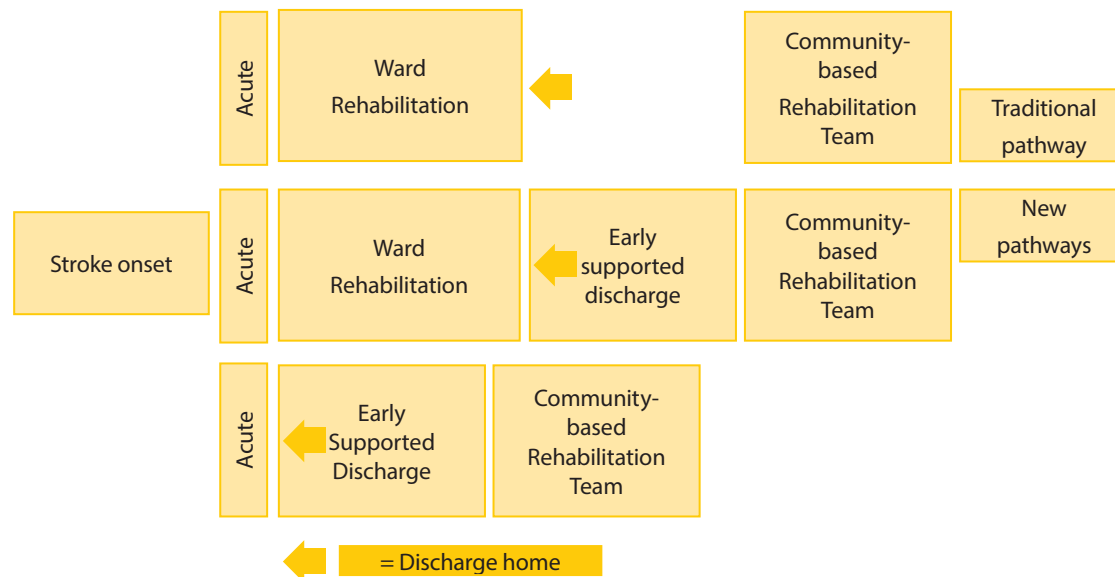 Acute
Ward
Rehabilitation
Community-
based
Rehabilitation
Team
Traditional
pathway
Stroke onset
Acute
Ward
Rehabilitation
Early
supported
discharge
Community-
based
Rehabilitation
Team
New
pathways
Acute
Early
Supported
Discharge
Community-
based
Rehabilitation
Team
= Discharge home